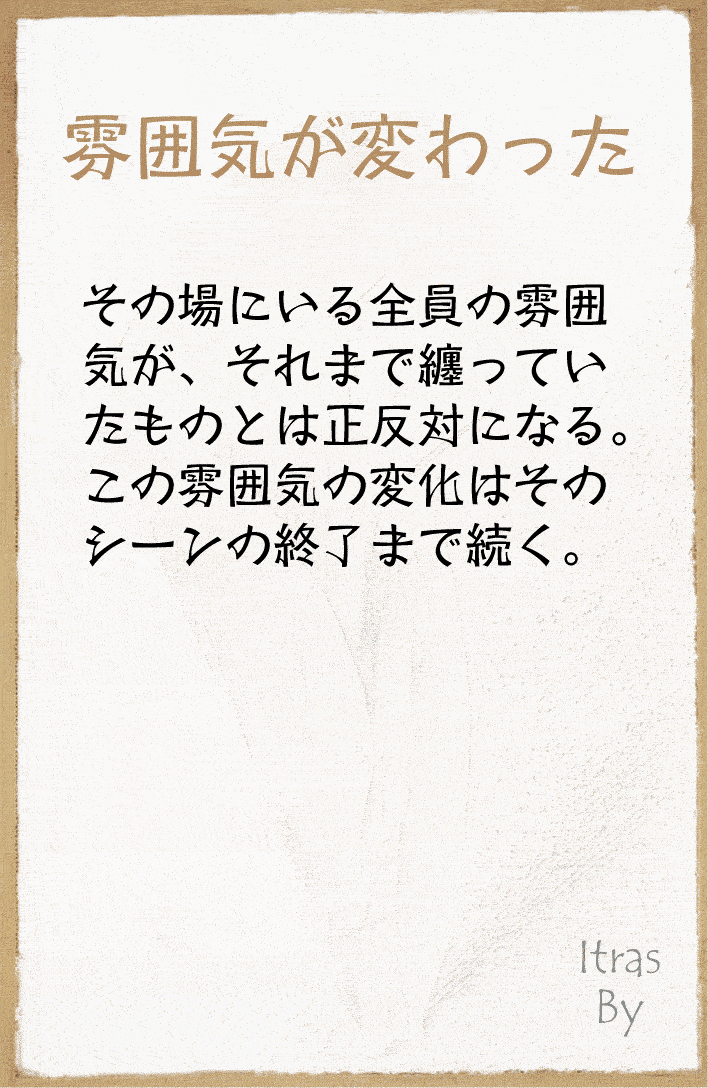 雰囲気が変わった
その場にいる全員の雰囲
気が、それまで纏ってい
たものとは正反対になる。
この雰囲気の変化はその
シーンの終了まで続く。
Itras
By